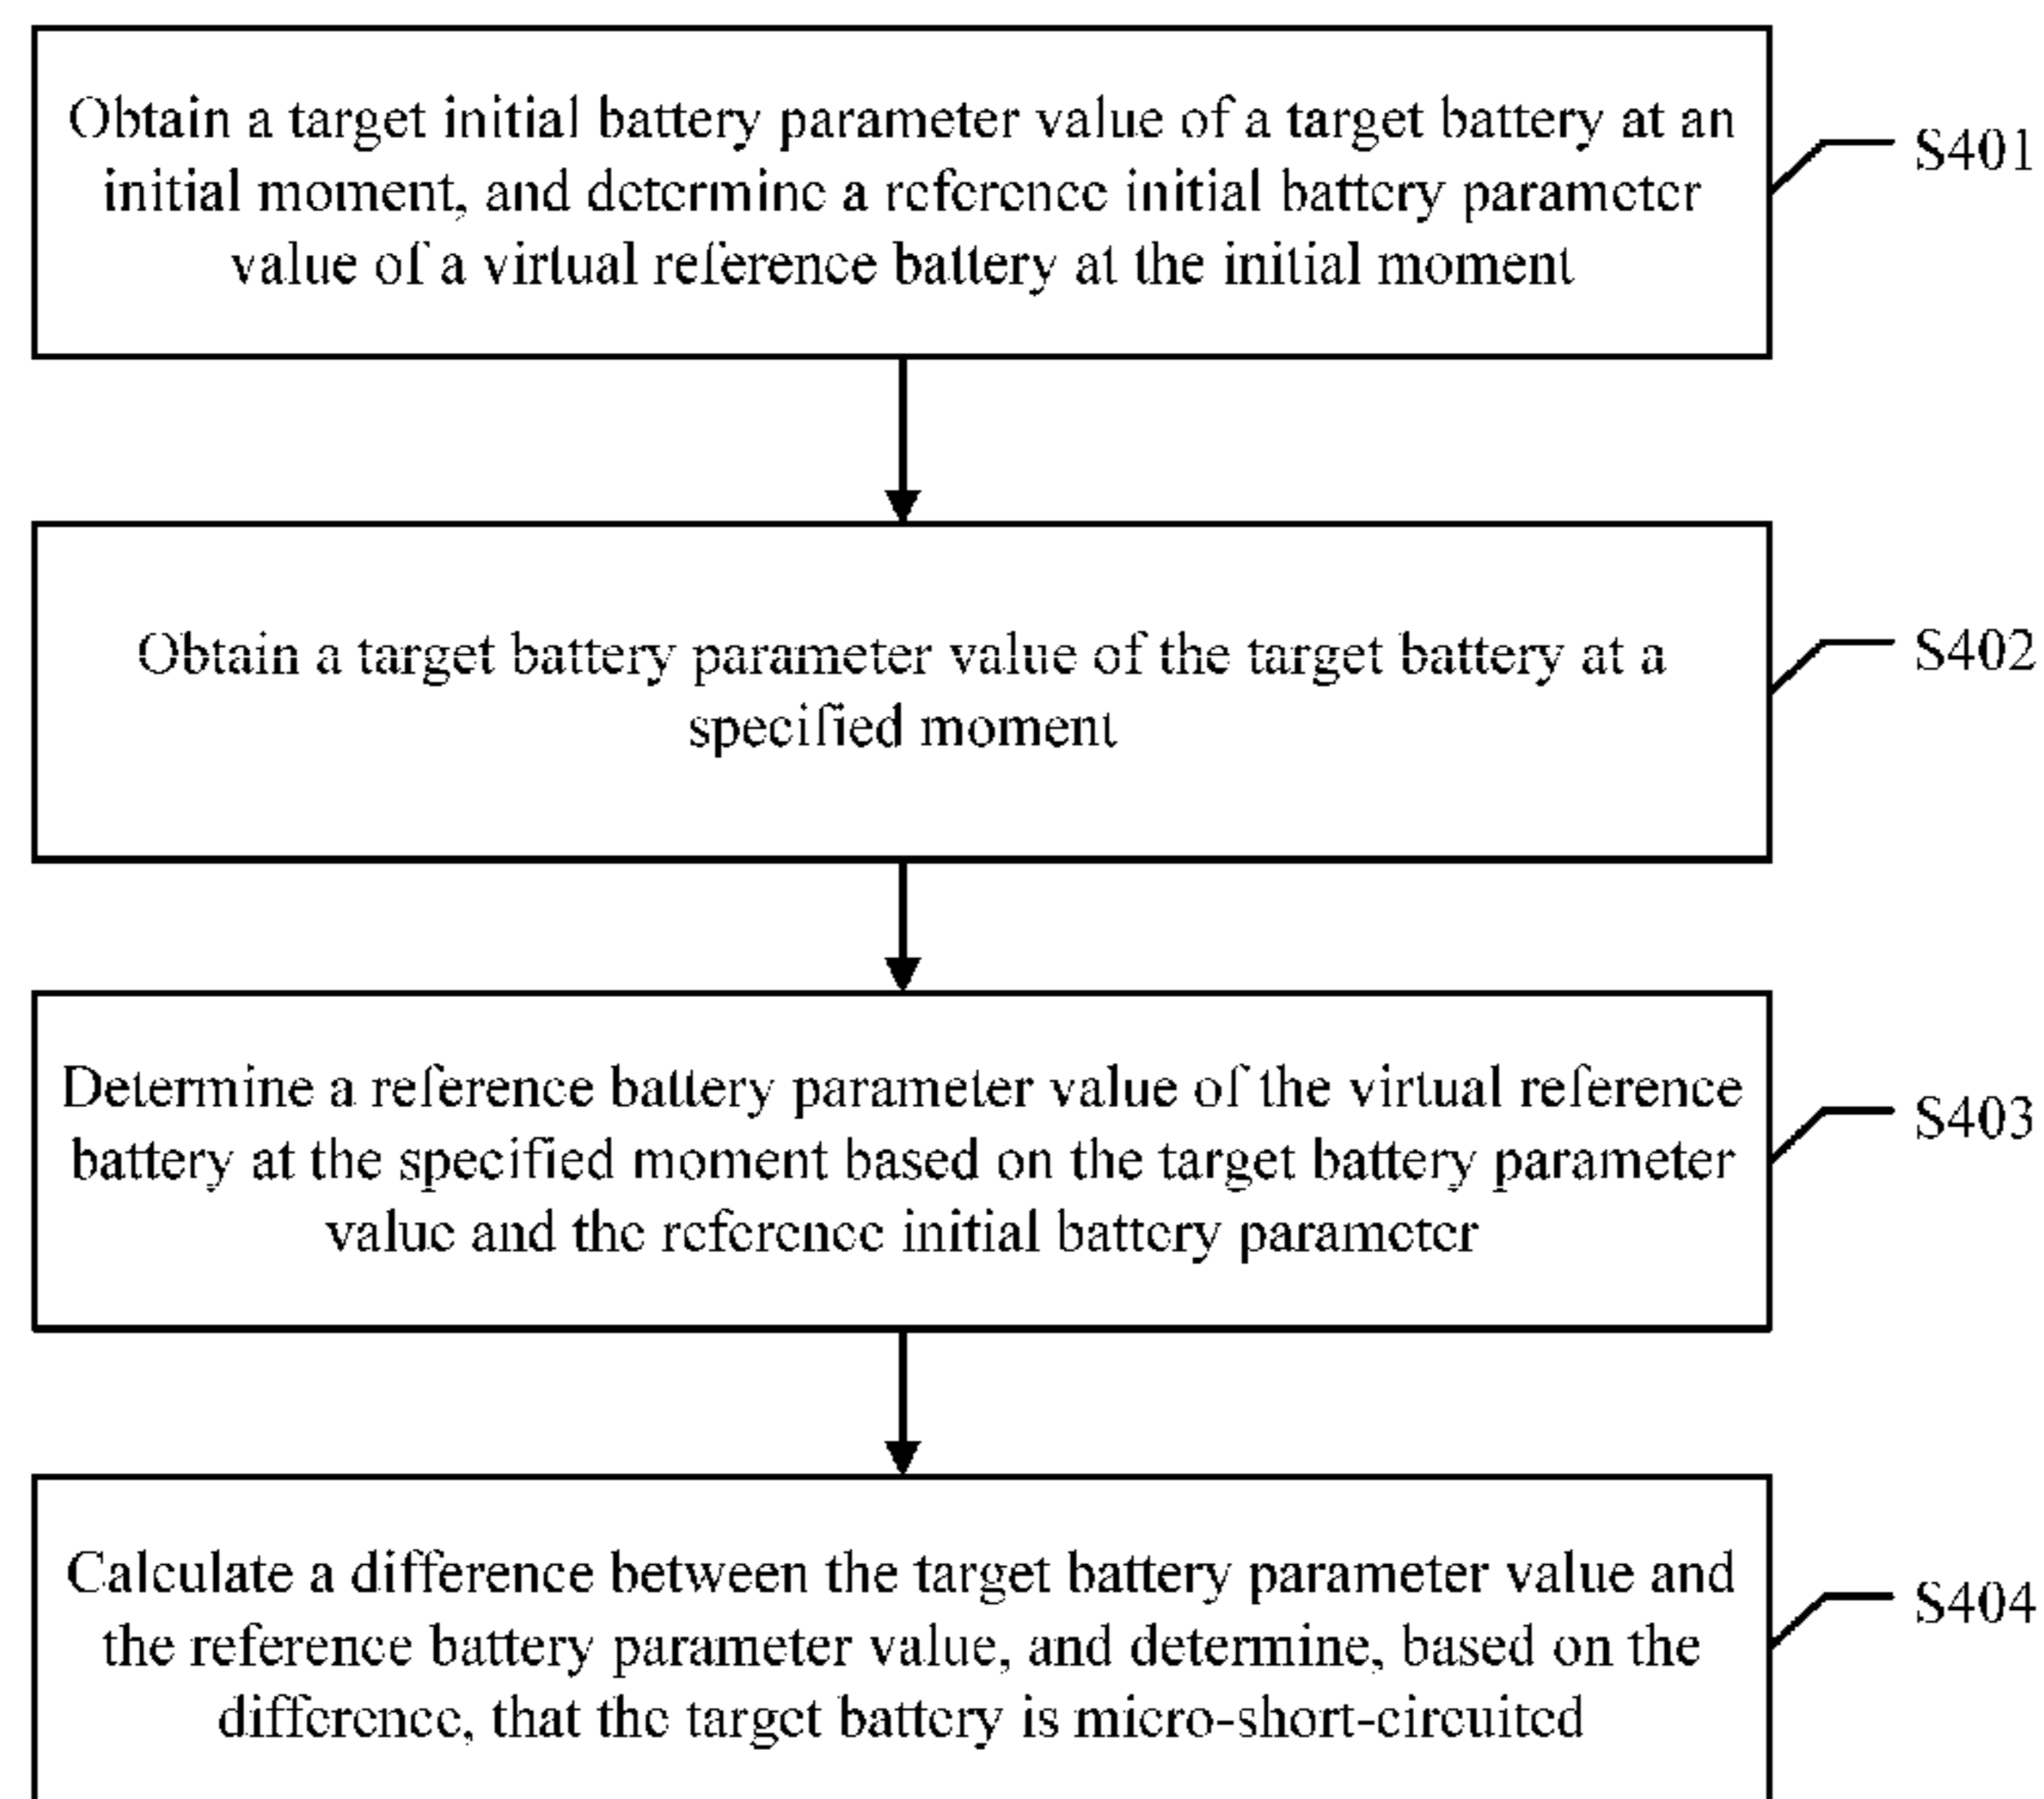 Obtain a target initial battery parameter value of a target battery at an
initial moment, and determine a reference initial battery parameter
value of a virtual reference battery at the initial moment
S401
Obtain a target battery parameter value of the target battery at a
specified moment
S402
Determine a reference battery parameter value of the virtual reference
battery at the specified moment based on the target battery parameter
value and the reference initial battery parameter
S403
Calculate a difference between the target battery parameter value and
the reference battery parameter value, and determine, based on the
difference, that the target battery is micro-short-circuited
S404